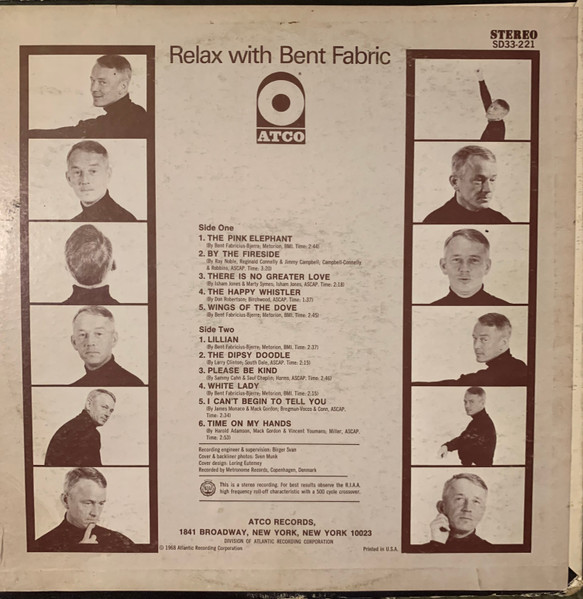 STEREO
SD33-221
Relax with Bent Fabric
ATCO
Side One
1. THE PINK ELEPHANT
(By Bent Fabricius-Bjerre; Metorion, BMI. Time: 2:44)
2. BY THE FIRESIDE
(By Ray Noble, Reginald Connelly & Jimmy Campbell; Campbell-Connelly
& Robbins, ASCAP. Time: 3:20)
3. THERE IS NO GREATER LOVE
(By Isham Jones & Marty Symes; Isham Jones, ASCAP. Time: 2:18)
4. THE HAPPY WHISTLER
(By Don Robertson; Birchwood, ASCAP. Time: 1:37)
5. WINGS OF THE DOVE
(By Bent Fabricius-Bjerre; Metorion, BMI. Time: 2:45)
Side Two
1. LILLIAN
(By Bent Fabricius-Bjerre; Metorion, BMI. Time: 2:37)
2. THE DIPSY DOODLE
(By Larry Clinton; South Dale, ASCAP. Time: 2:15)
3. PLEASE BE KIND
(By Sammy Cahn & Saul Chaplin; Harms, ASCAP. Time: 2:46)
4. WHITE LADY
(By Bent Fabricius-Bjerre; Metorion, BMI. Time: 2:15)
5. I CAN'T BEGIN TO TELL YOU
(By James Monaco & Mack Gordon; Bregman-Vocco & Conn, ASCAP.
Time: 2:34)
6. TIME ON MY HANDS
(By Harold Adamson, Mack Gordon & Vincent Youmans; Miller, ASCAP.
Time: 2:53)
Recording engineer & supervision: Birger Svan
Cover & backliner photos: Sean Munk
Cover design: Loring Eutemey
Recorded by Metronome Records, Copenhagen, Denmark
This is a stereo recording. For best results observe the R.I.A.A.
high frequency roll-off characteristic with a 500 cycle crossover.
ATCO RECORDS,
1841 BROADWAY, NEW YORK, NEW YORK 10023
DIVISION OF ATLANTIC RECORDING CORPORATION
© 1968 Atlantic Recording Corporation
Printed in U.S.A.